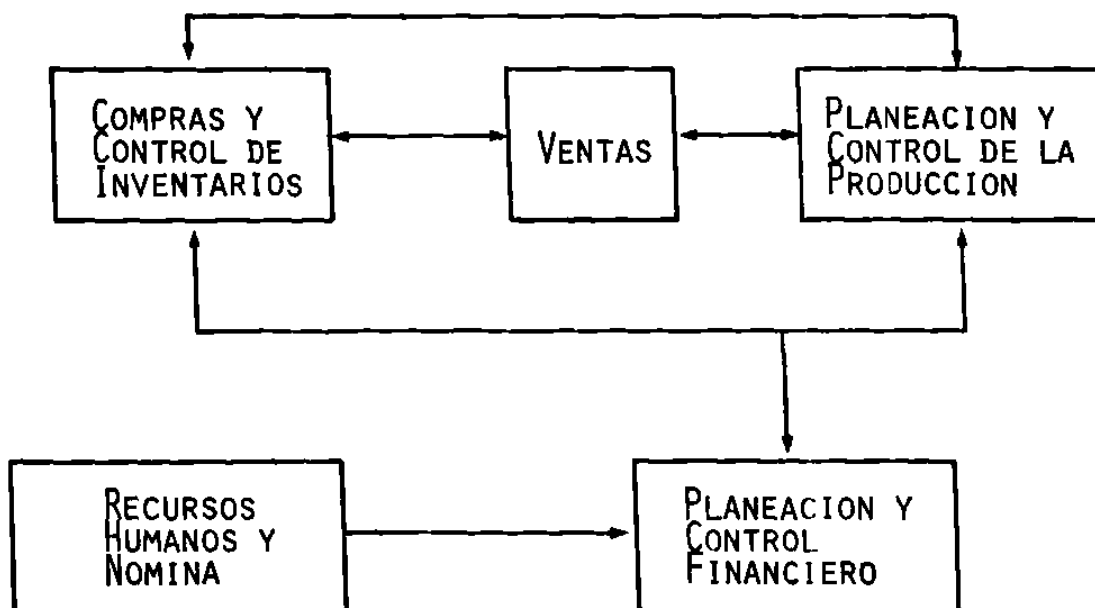 COMPRAS Y
CONTROL DE
INVENTARIOS
VENTAS
PLANEACION Y
CONTROL DE LA
PRODUCCION
RECURSOS
HUMANOS Y
NOMINA
PLANEACION Y
CONTROL
FINANCIERO